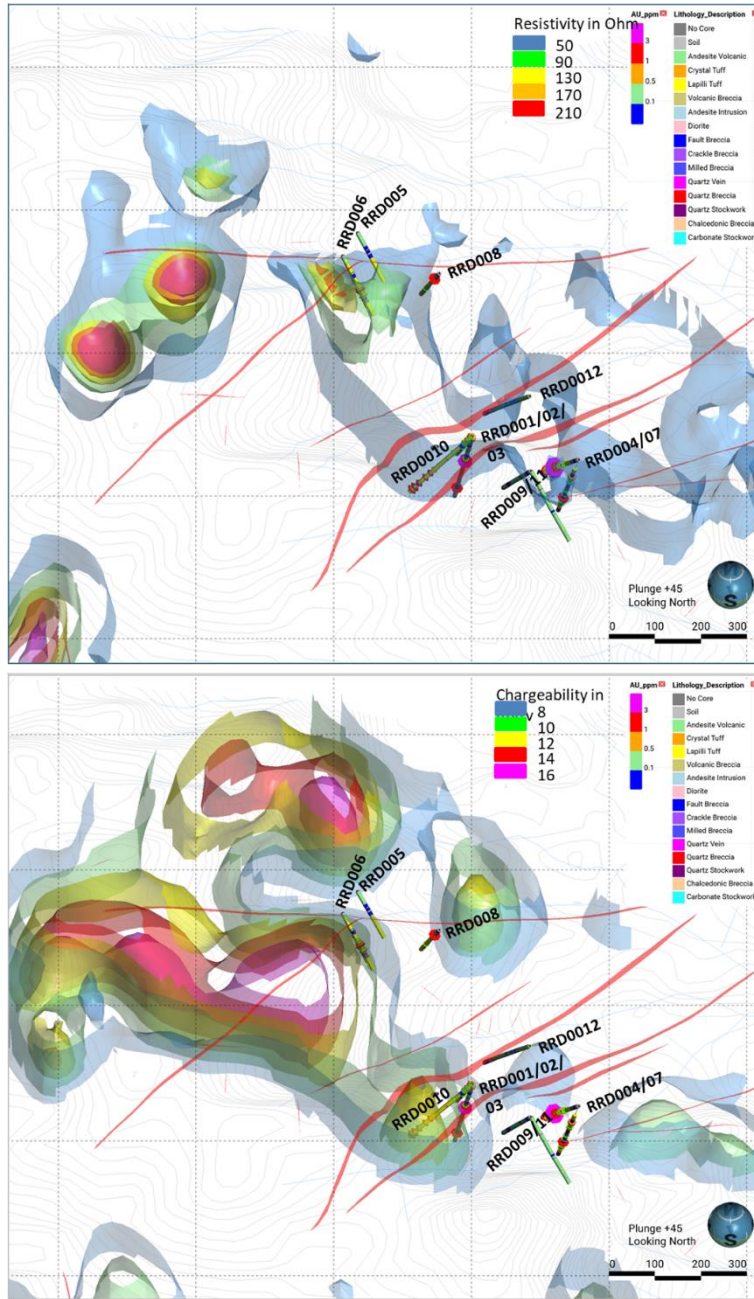 Resistivity in Ohm
50
90
130
170
210
AU_ppm
3
1
0.5
0.1
Lithology_Description
No Core
Soil
Andesite Volcanic
Crystal Tuff
Lapilli Tuff
Volcanic Breccia
Andesite Intrusion
Diorite
Fault Breccia
Crackle Breccia
Milled Breccia
Quartz Vein
Quartz Breccia
Quartz Stockwork
Chalcedonic Breccia
Carbonate Stockwork
RRD006
RRD005
RRD008
RRD0012
RRD001/02/
03
RRD0010
RRD004/07
RRD009/11
Plunge +45
Looking North
S
0 100 200 300
Chargeability in
v
8
10
12
14
16
AU_ppm
3
1
0.5
0.1
Lithology_Description
No Core
Soil
Andesite Volcanic
Crystal Tuff
Lapilli Tuff
Volcanic Breccia
Andesite Intrusion
Diorite
Fault Breccia
Crackle Breccia
Milled Breccia
Quartz Vein
Quartz Breccia
Quartz Stockwork
Chalcedonic Breccia
Carbonate Stockwork
RRD006
RRD005
RRD008
RRD0012
RRD001/02/
03
RRD0010
RRD004/07
RRD009/11
Plunge +45
Looking North
S
0 100 200 300